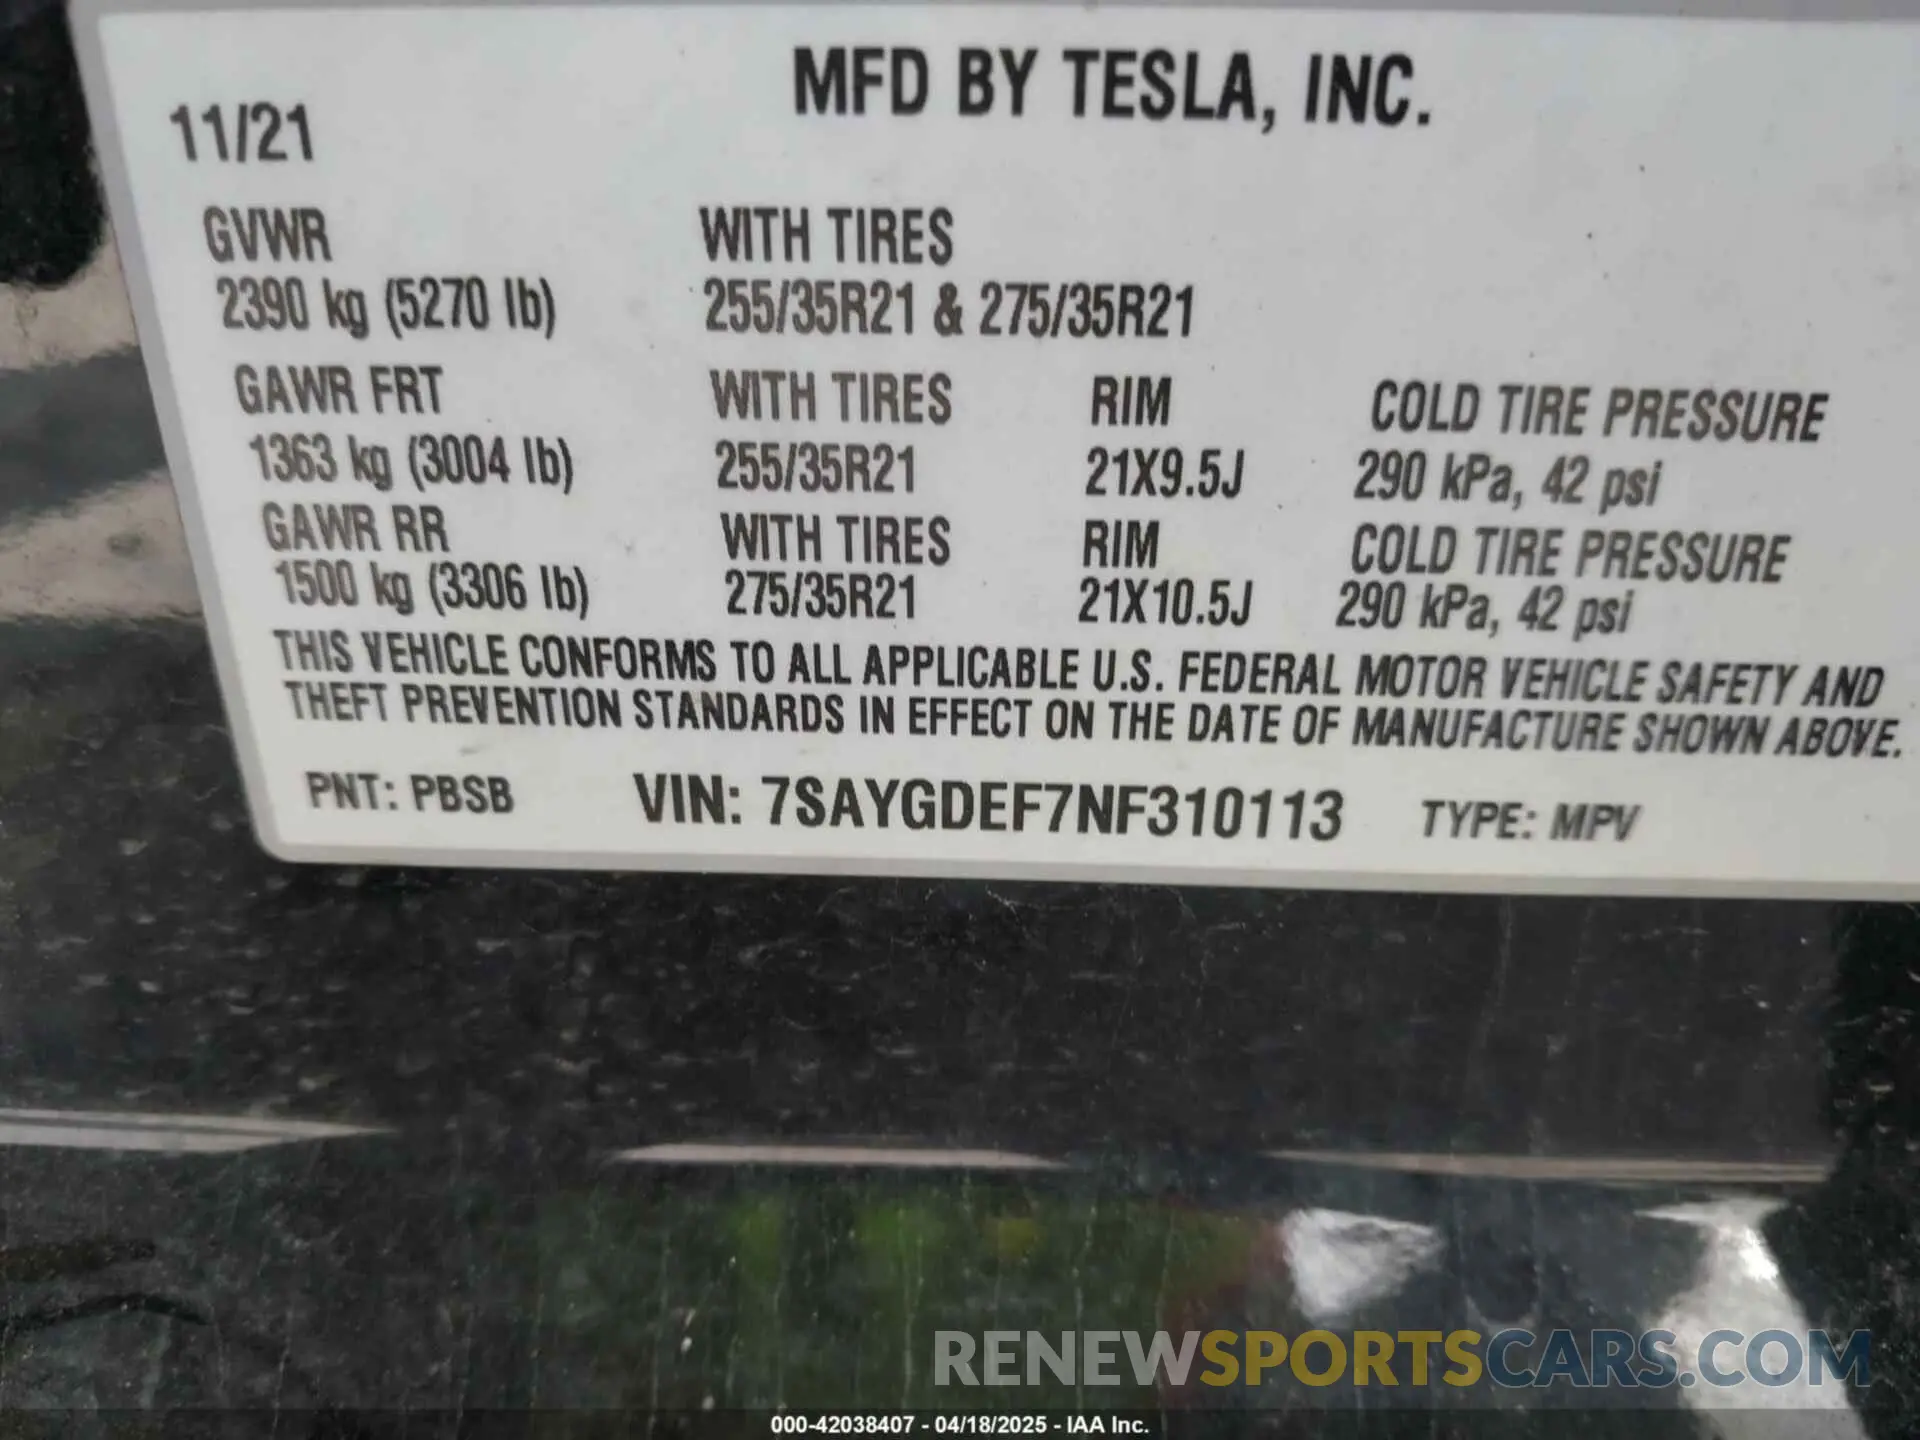 MFD BY TESLA, INC.
11/21
GVWR WITH TIRES
2390 kg (5270 lb) 255/35R21 & 275/35R21
GAWR FRT WITH TIRES RIM COLD TIRE PRESSURE
1363 kg (3004 lb) 255/35R21 21X9.5J 290 kPa, 42 psi
GAWR RR WITH TIRES RIM COLD TIRE PRESSURE
1500 kg (3306 lb) 275/35R21 21X10.5J 290 kPa, 42 psi
THIS VEHICLE CONFORMS TO ALL APPLICABLE U.S. FEDERAL MOTOR VEHICLE SAFETY AND
THEFT PREVENTION STANDARDS IN EFFECT ON THE DATE OF MANUFACTURE SHOWN ABOVE.
PNT: PBSB VIN: 7SAYGDEF7NF310113 TYPE: MPV
RENEWSPORTSCARS.COM
000-42038407 - 04/18/2025 - IAA Inc.